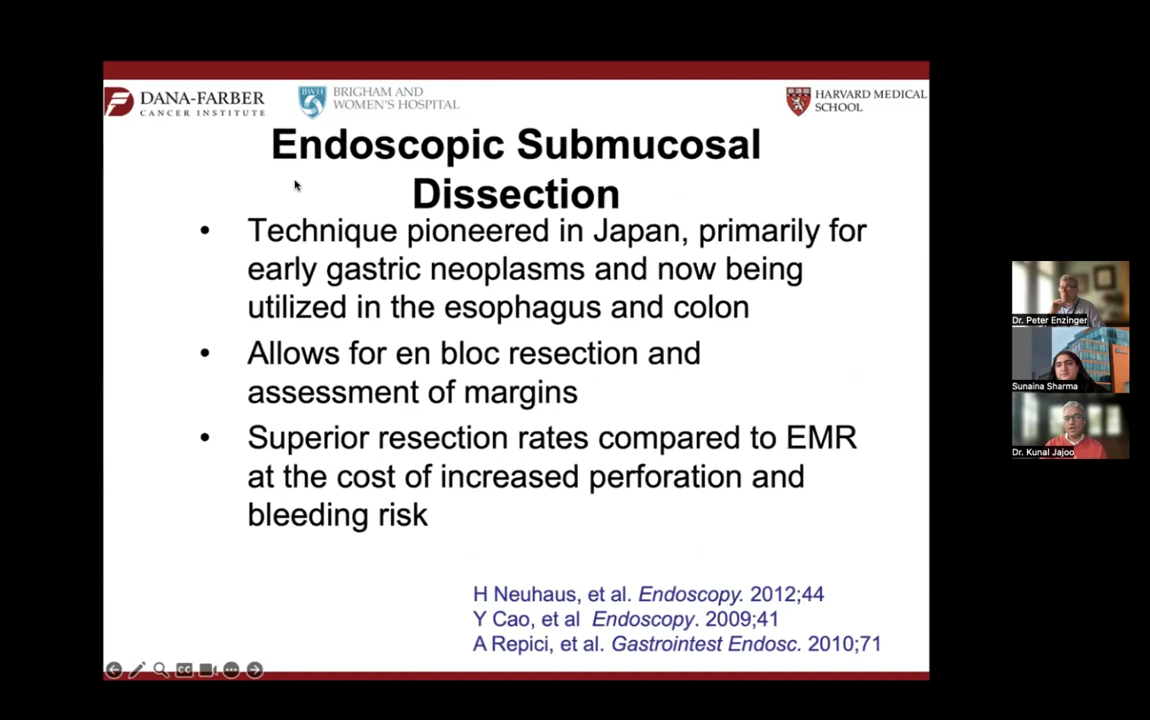 DANA-FARBER
CANCER INSTITUTE
BWH
BRIGHAM AND
WOMEN'S HOSPITAL
HARVARD MEDICAL
SCHOOL
Endoscopic Submucosal
Dissection
• Technique pioneered in Japan, primarily for
early gastric neoplasms and now being
utilized in the esophagus and colon
• Allows for en bloc resection and
assessment of margins
• Superior resection rates compared to EMR
at the cost of increased perforation and
bleeding risk
H Neuhaus, et al. Endoscopy. 2012;44
Y Cao, et al Endoscopy. 2009;41
A Repici, et al. Gastrointest Endosc. 2010;71
CC
Dr. Peter Enzinger
Sunaina Sharma
Dr. Kunal Jajoo